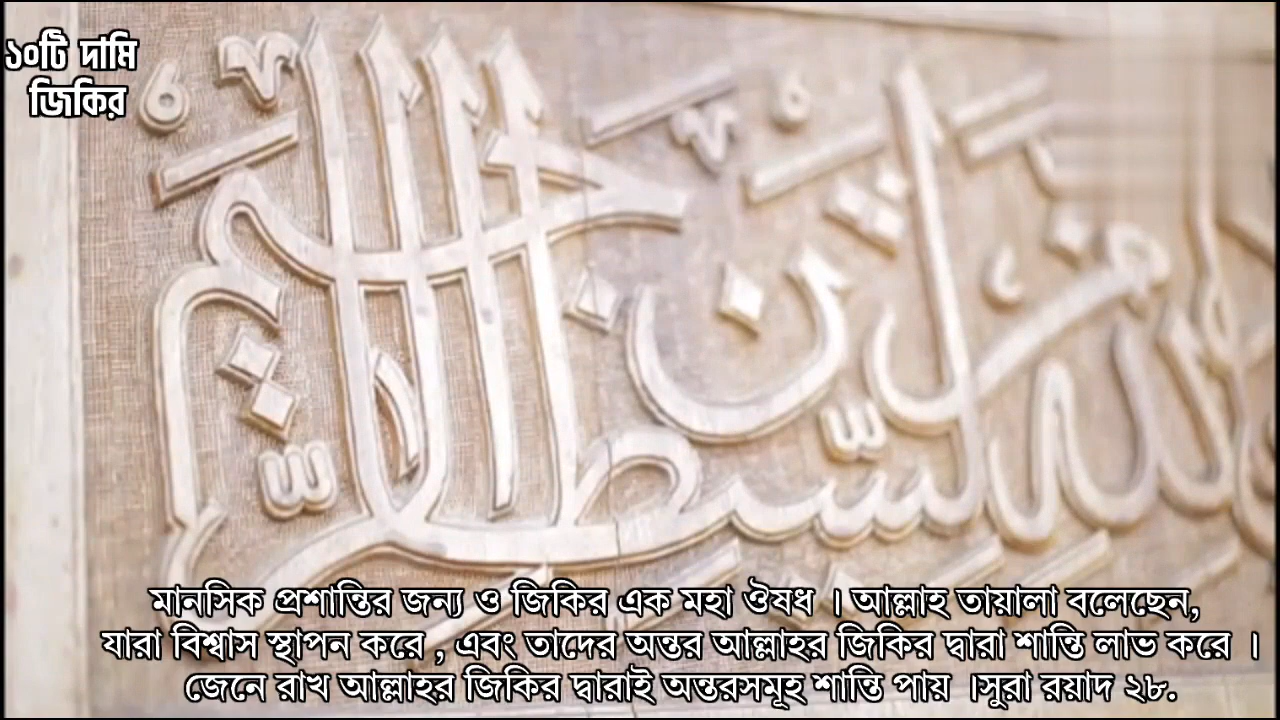 ১০টি দামি
জিকির
মানসিক প্রশান্তির জন্য ও জিকির এক মহা ঔষধ । আল্লাহ তায়ালা বলেছেন,
যারা বিশ্বাস স্থাপন করে , এবং তাদের অন্তর আল্লাহর জিকির দ্বারা শান্তি লাভ করে ।
জেনে রাখ আল্লাহর জিকির দ্বারাই অন্তরসমূহ শান্তি পায় ।সুরা রয়াদ ২৮.